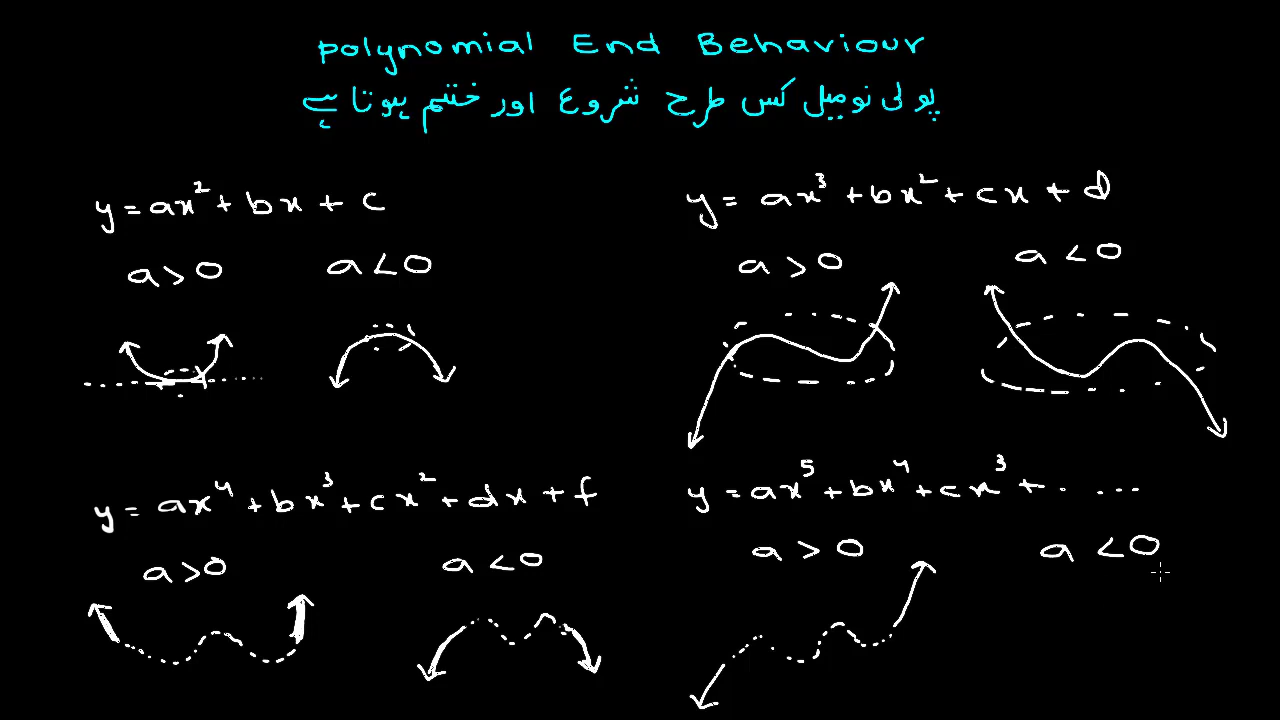 Polynomial End Behaviour
پولی نومیل کس طرح شروع اور ختم ہوتا ہے
y = ax² + bx + c
a > 0 a < 0
y = ax³ + bx² + cx + d
a > 0 a < 0
y = ax⁴ + bx³ + cx² + dx + f
a > 0 a < 0
y = ax⁵ + bx⁴ + cx³ + . ...
a > 0 a < 0